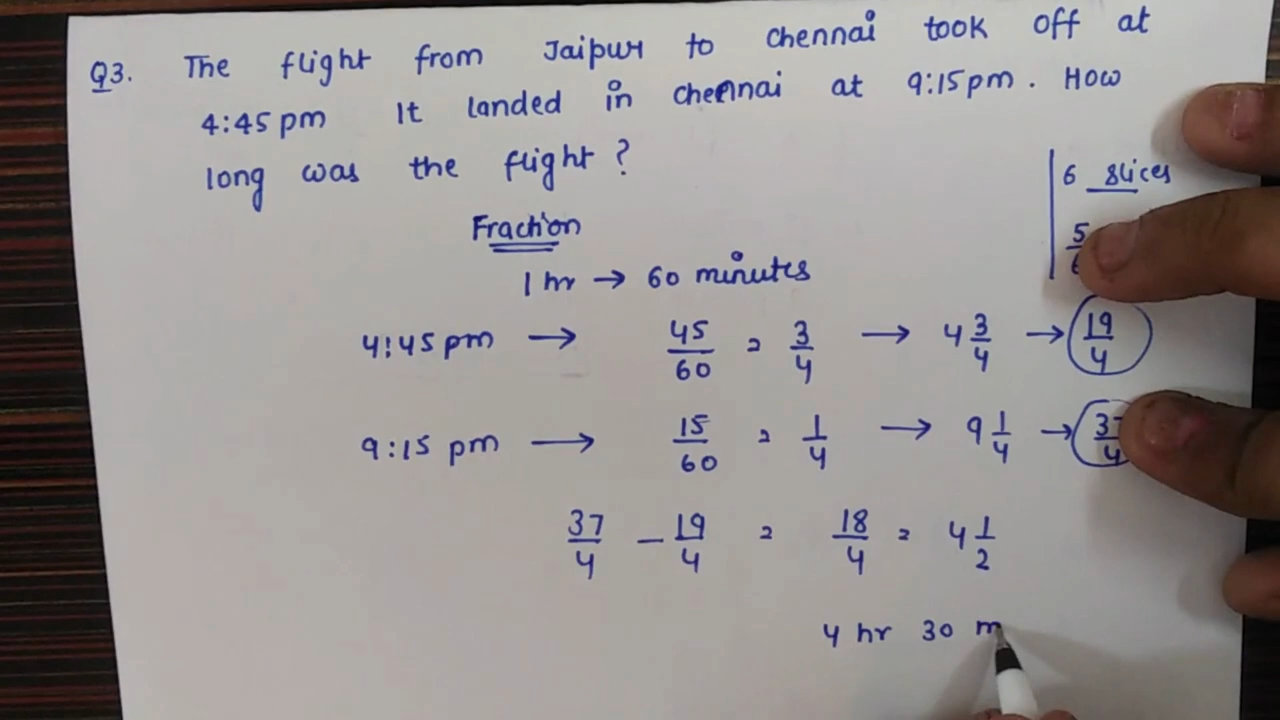 Q3. The flight from Jaipur to chennai took off at
4:45 pm It landed in chennai at 9:15pm. How
long was the flight?
6 slices
5
Fraction
1 hr → 60 minutes
4:45 pm → 45/60 = 3/4 → 4 3/4 → 19/4
9:15 pm → 15/60 = 1/4 → 9 1/4 →
37/4 - 19/4 = 18/4 = 4 1/2
4 hr 30 m